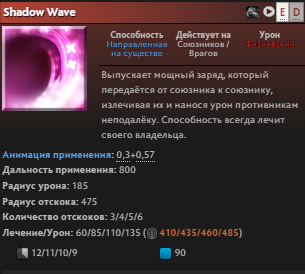 Shadow Wave
E D
Способность
Направленная
на существо
Действует на
Союзников /
Врагов
Урон
Физический
Выпускает мощный заряд, который
передаётся от союзника к союзнику,
излечивая их и нанося урон противникам
неподалёку. Способность всегда лечит
своего владельца.
Анимация применения: 0,3+0,57
Дальность применения: 800
Радиус урона: 185
Радиус отскока: 475
Количество отскоков: 3/4/5/6
Лечение/Урон: 60/85/110/135 (410/435/460/485)
12/11/10/9 90